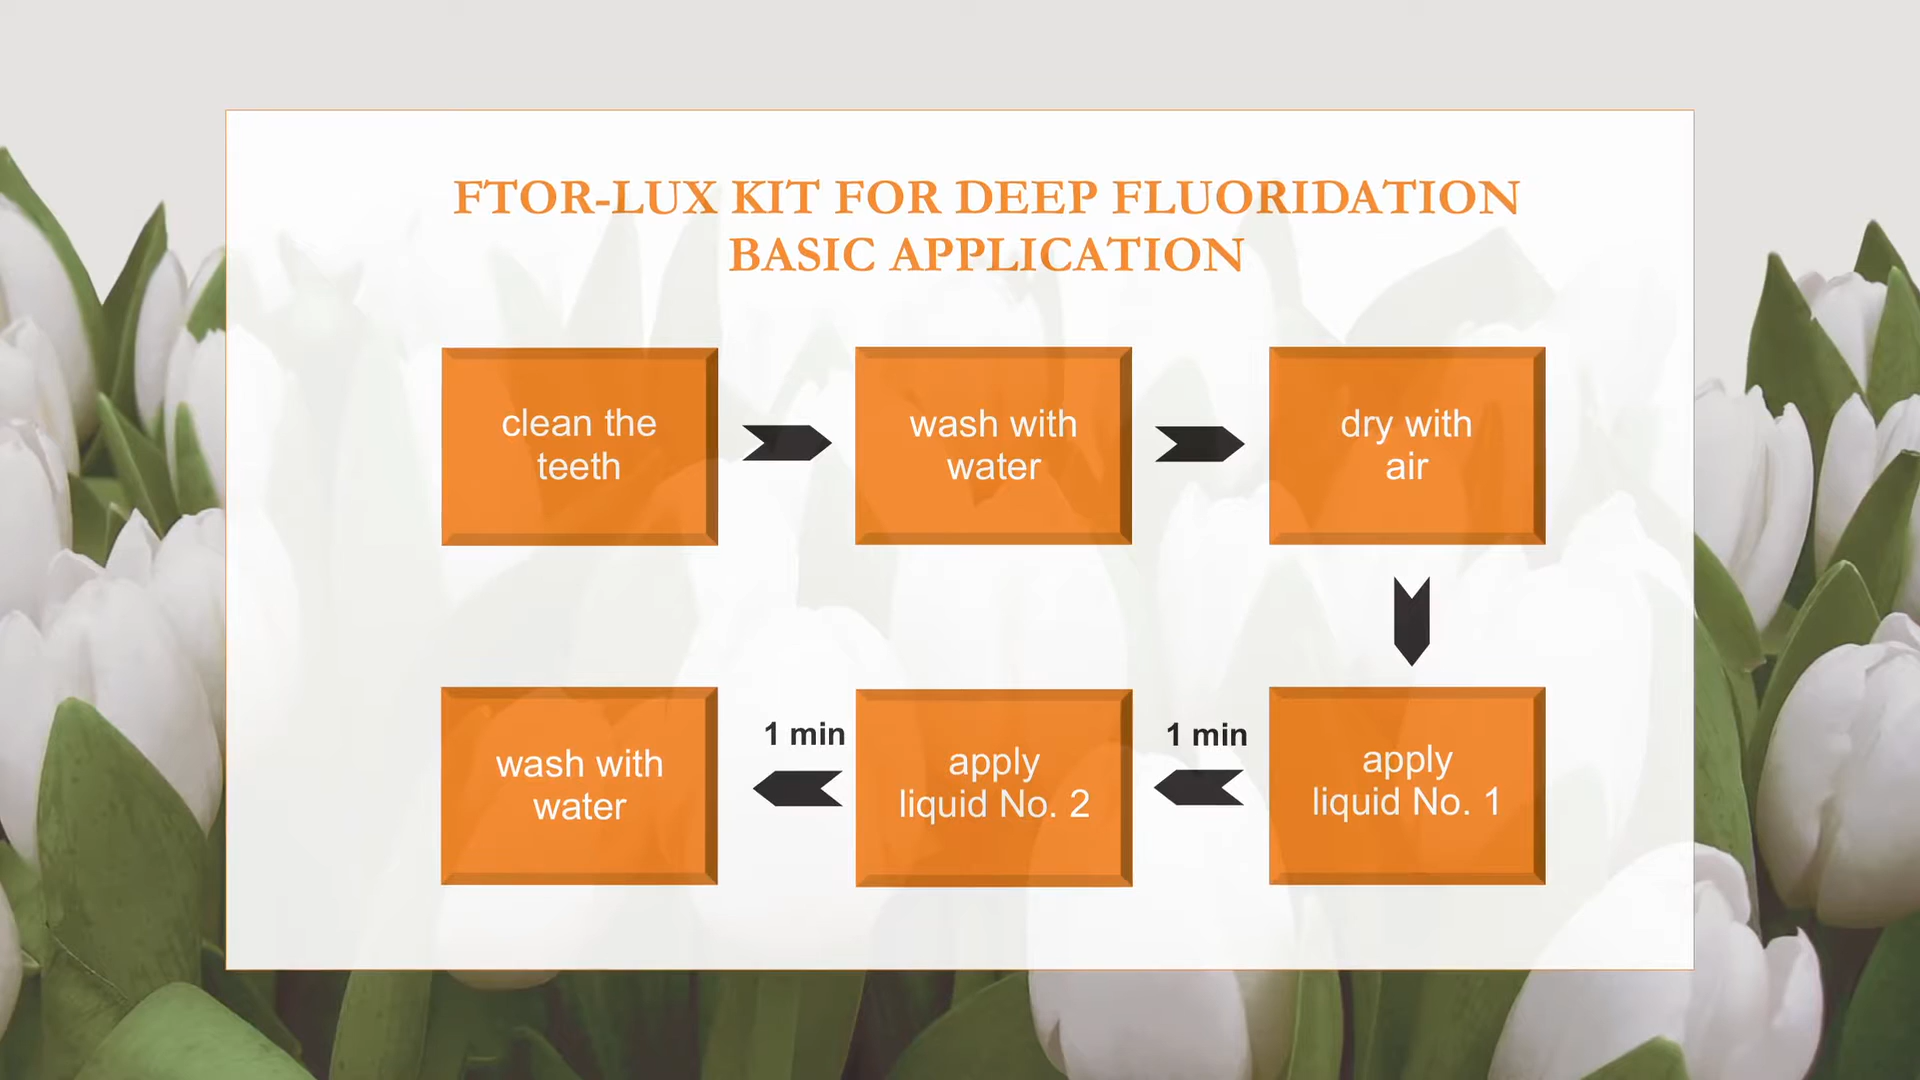 FTOR-LUX KIT FOR DEEP FLUORIDATION
BASIC APPLICATION
clean the
teeth
wash with
water
dry with
air
apply
liquid No. 1
1 min
apply
liquid No. 2
1 min
wash with
water